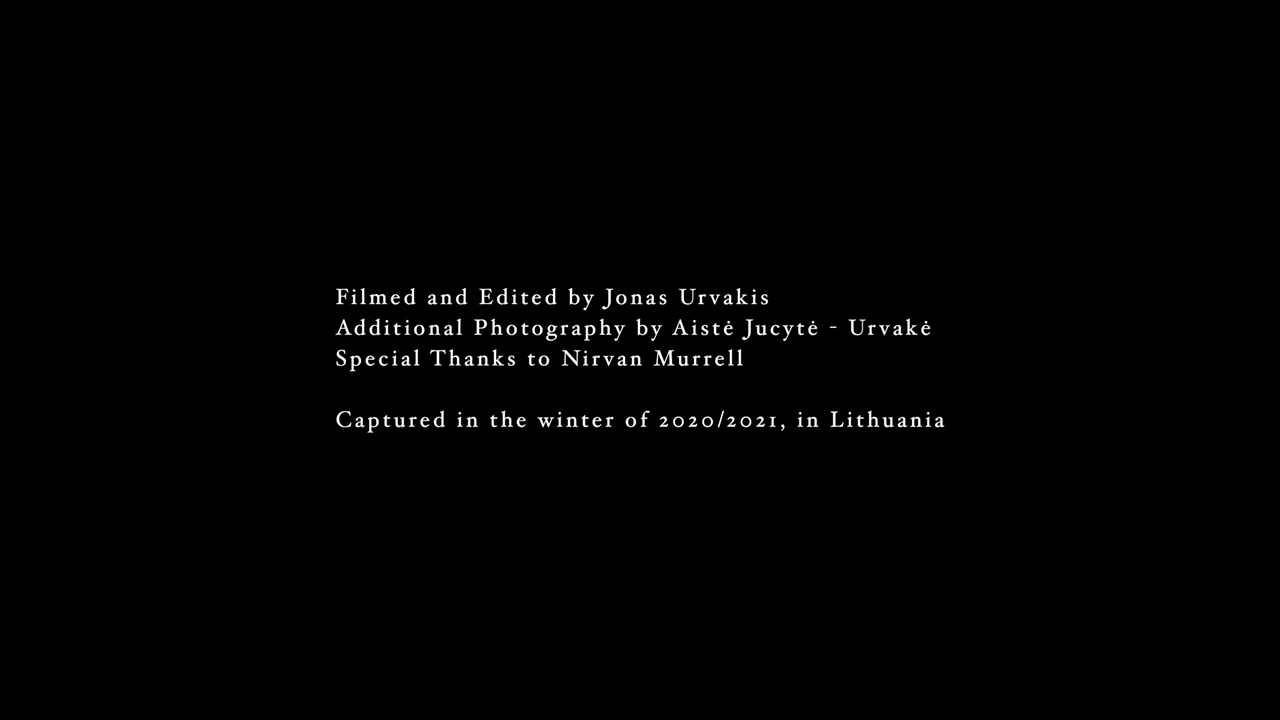 Filmed and Edited by Jonas Urvakis
Additional Photography by Aistė Jucytė - Urvakė
Special Thanks to Nirvan Murrell
Captured in the winter of 2020/2021, in Lithuania